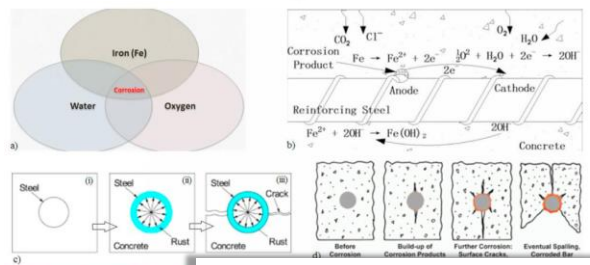 Iron (Fe)
Corrosion
Water
Oxygen
a)
CO₂
Cl⁻
O₂
H₂O
Corrosion
Product
Fe → Fe²⁺ + 2e⁻
½O² + H₂O + 2e⁻ → 2OH⁻
2e
Anode
Cathode
Reinforcing Steel
Fe²⁺ + 2OH⁻ → Fe(OH)₂
2OH⁻
Concrete
b)
(i)
Steel
(ii)
Steel
Concrete
Rust
(iii)
Steel
Crack
Concrete
Rust
c)
Before
Corrosion
Build-up of
Corrosion Products
Further Corrosion:
Surface Cracks,
Eventual Spalling,
Corroded Bar
d)